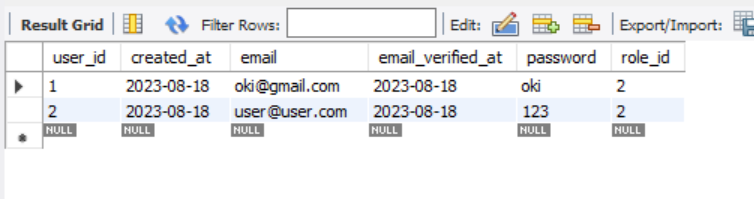 Result Grid Filter Rows: Edit: Export/Import:
user_id created_at email email_verified_at password role_id
1 2023-08-18 oki@gmail.com 2023-08-18 oki 2
2 2023-08-18 user@user.com 2023-08-18 123 2
NULL NULL NULL NULL NULL NULL